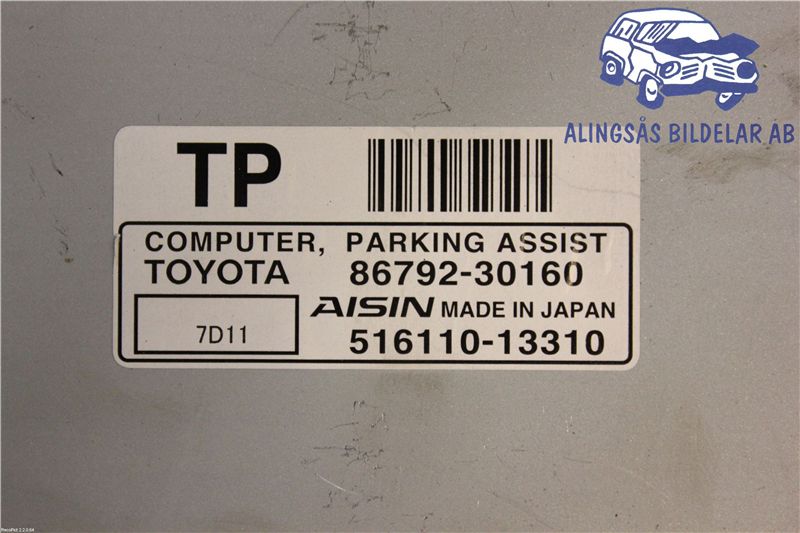 ALINGSÅS BILDELAR AB
TP
COMPUTER, PARKING ASSIST
TOYOTA 86792-30160
AISIN MADE IN JAPAN
7D11
516110-13310